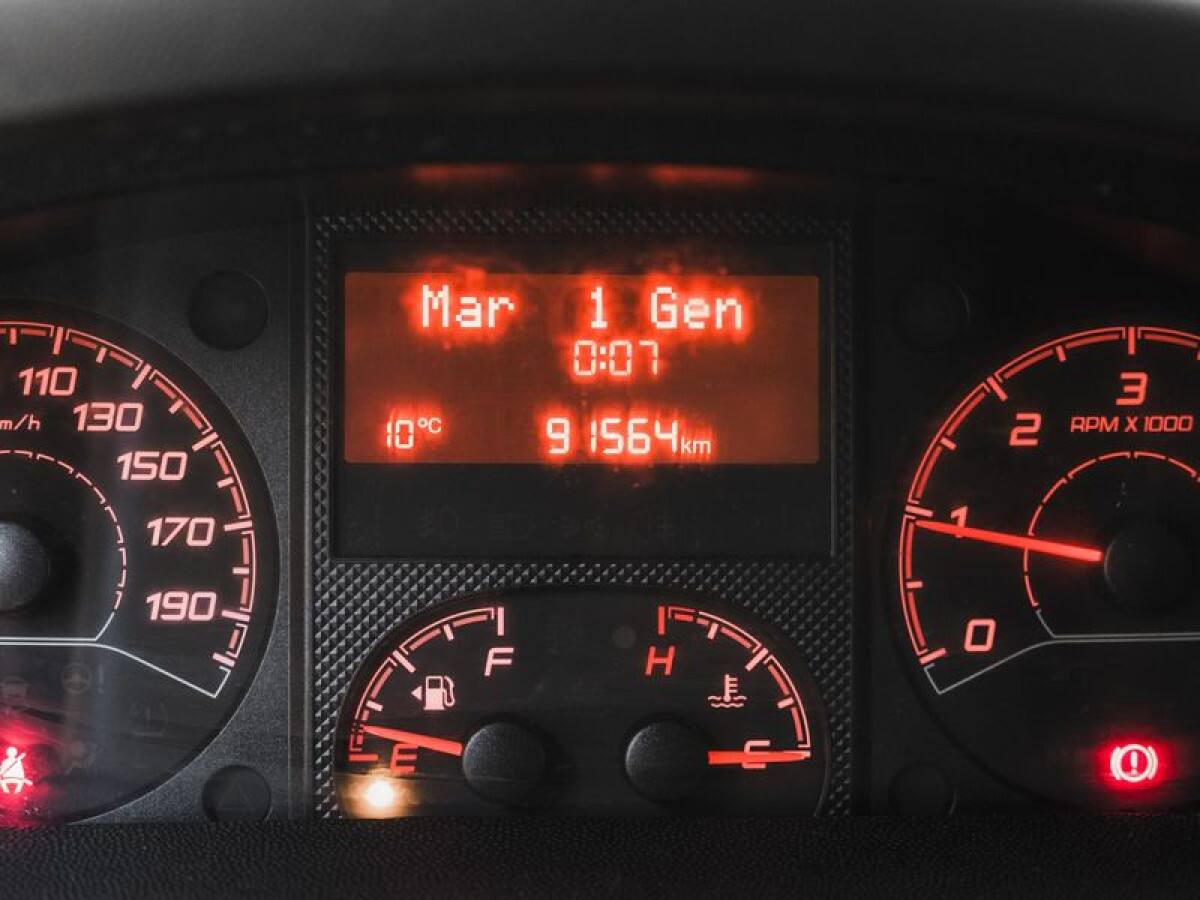 Mar 1 Gen
0:07
10°C 91564km
110
m/h
130
150
170
190
3
2
RPM X 1000
1
0
F
E
H
C